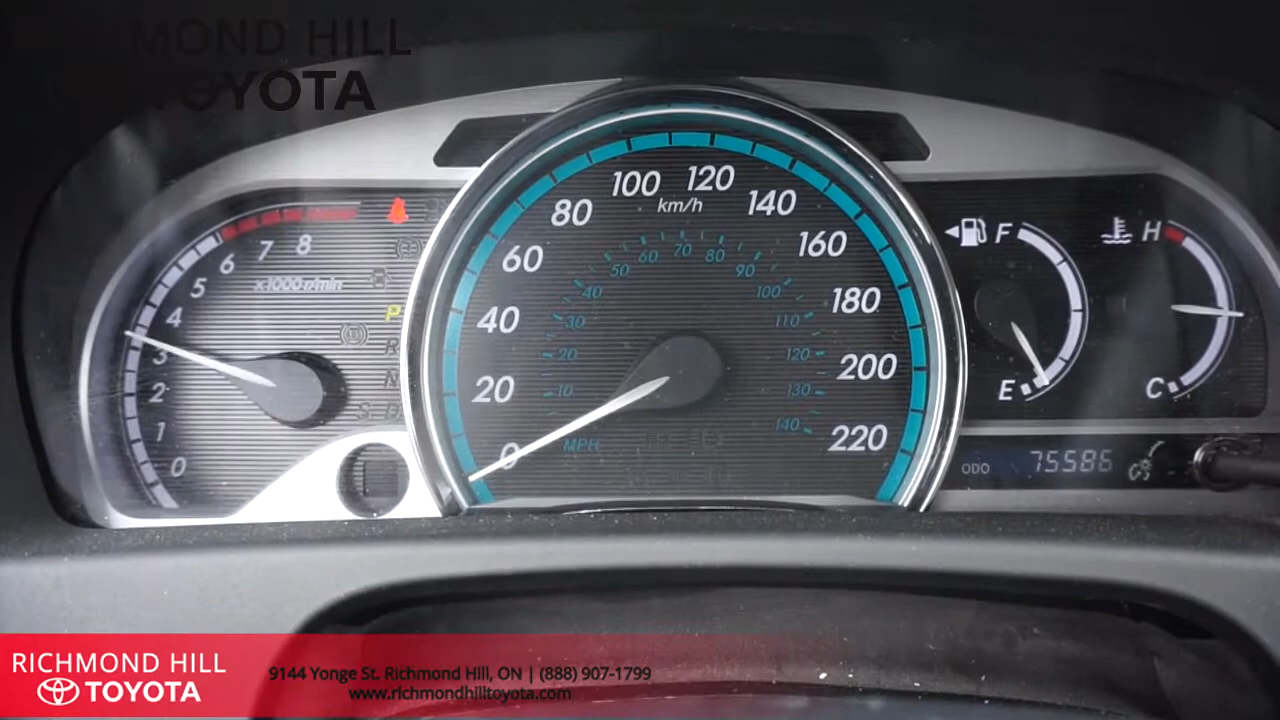 MOND HILL
TOYOTA
100 120
80 km/h 140
60 160
40 180
20 200
0 220
70
60 80
50 90
40 100
30 110
20 120
10 130
MPH 140
7 8
6
5 x1000r/min
4
3
2
1
0
P
R
N
S D
F
E
H
C
ODO 75586
RICHMOND HILL
TOYOTA
9144 Yonge St. Richmond Hill, ON | (888) 907-1799
www.richmondhilltoyota.com